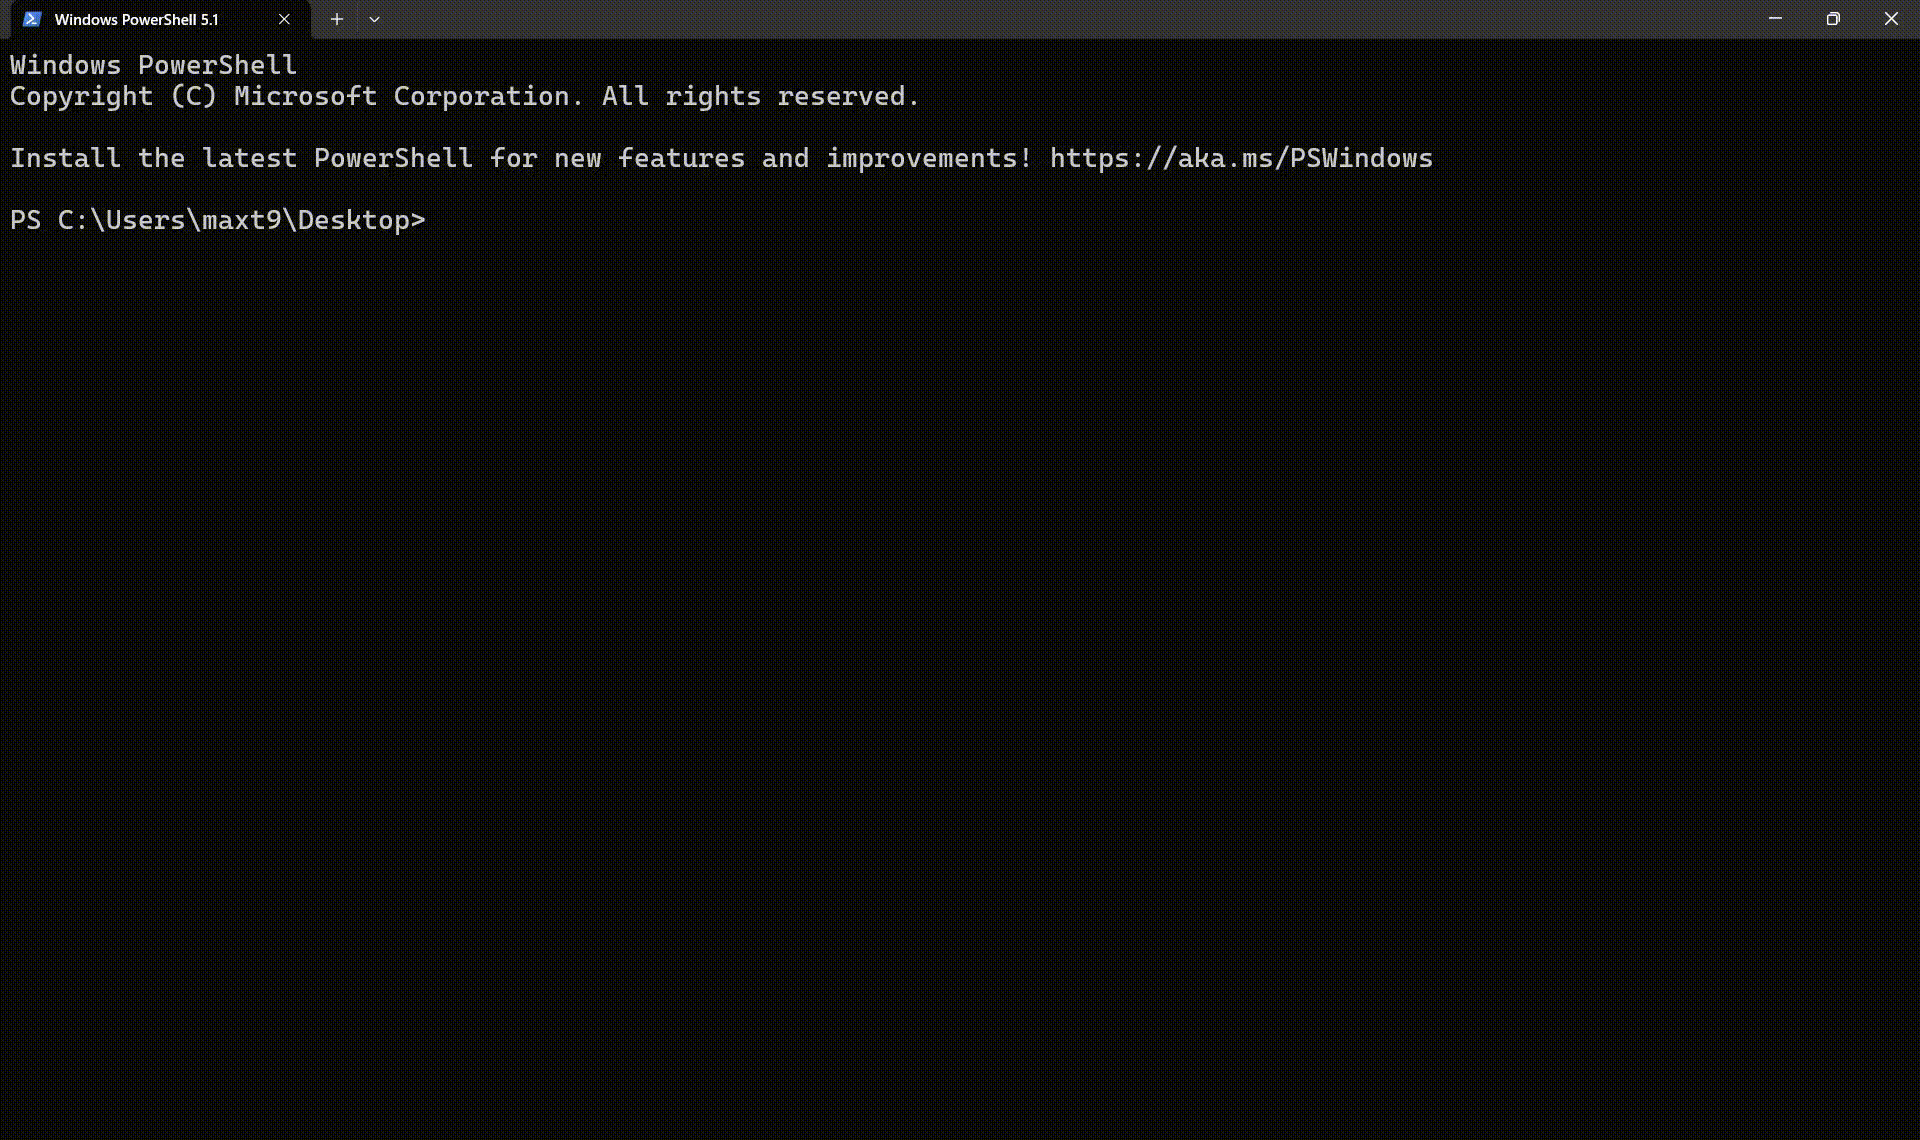 Windows PowerShell 5.1
Windows PowerShell
Copyright (C) Microsoft Corporation. All rights reserved.
Install the latest PowerShell for new features and improvements! https://aka.ms/PSWindows
PS C:\Users\maxt9\Desktop>